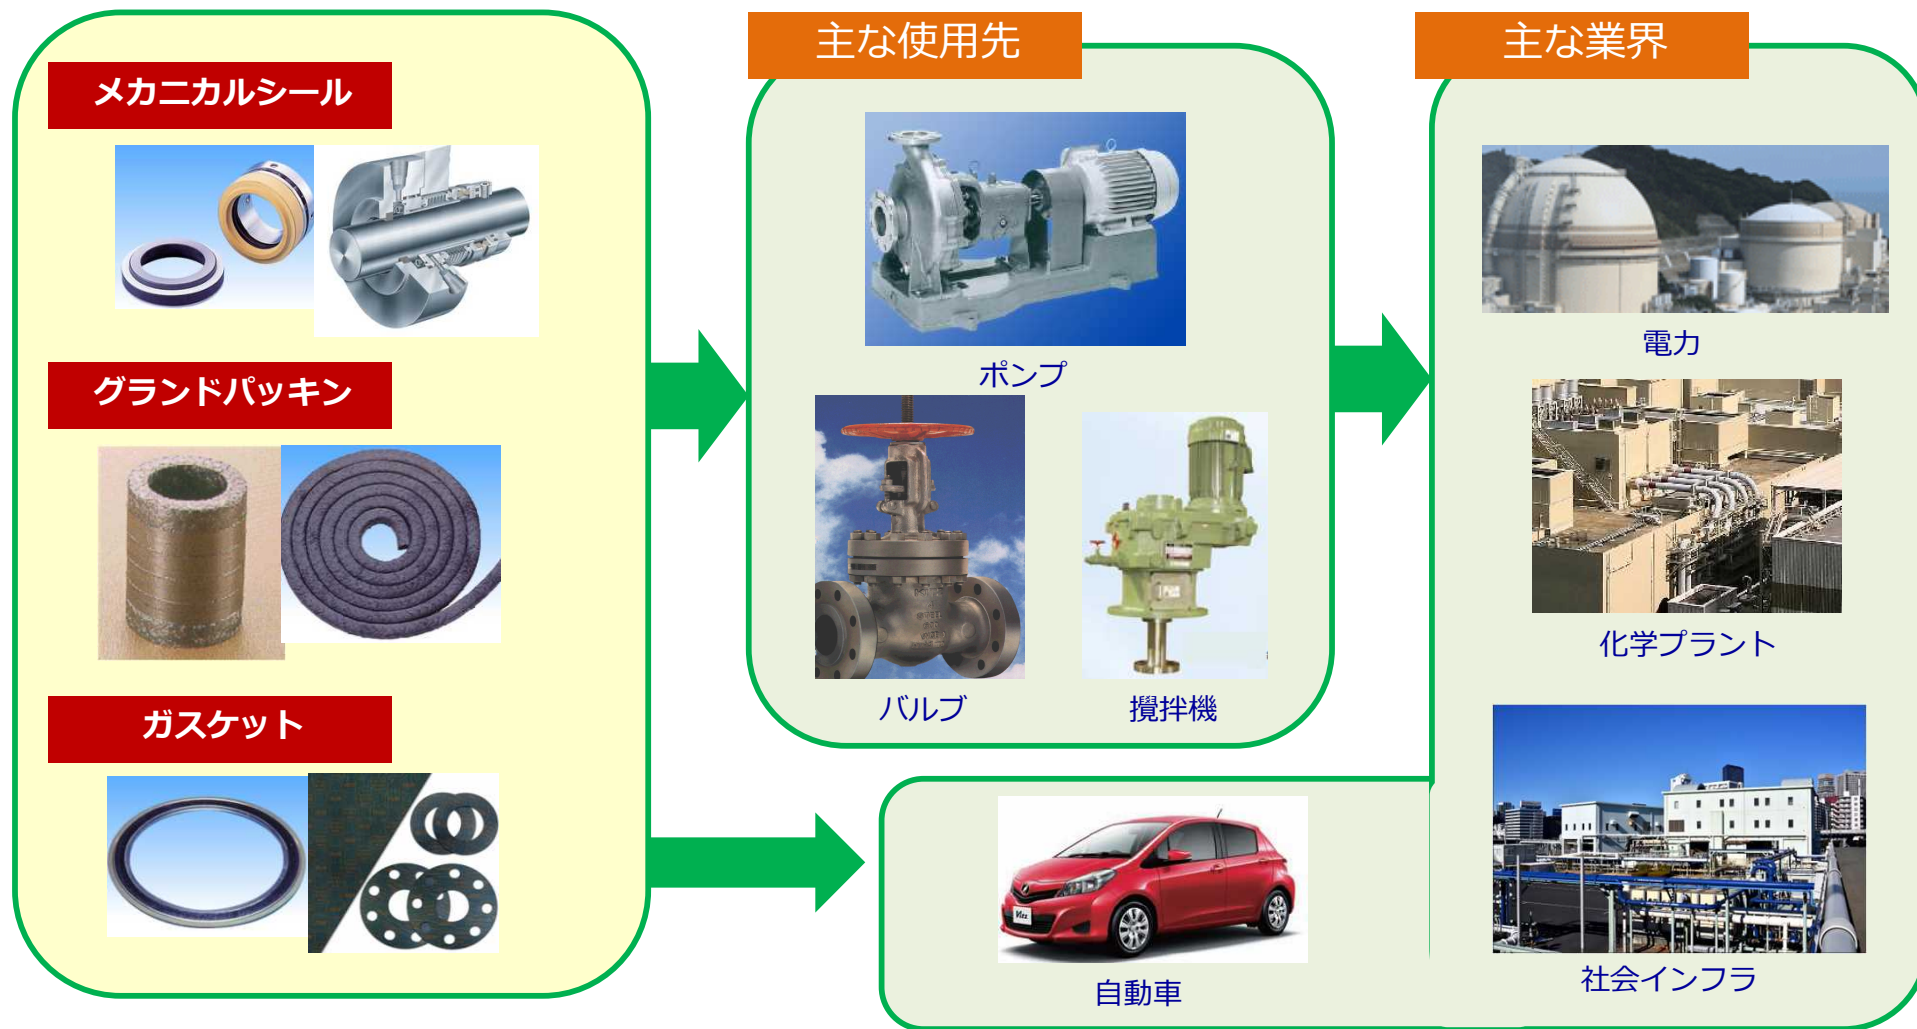 メカニカルシール
グランドパッキン
ガスケット
主な使用先
ポンプ
バルブ
攪拌機
自動車
Vitz
主な業界
電力
化学プラント
社会インフラ